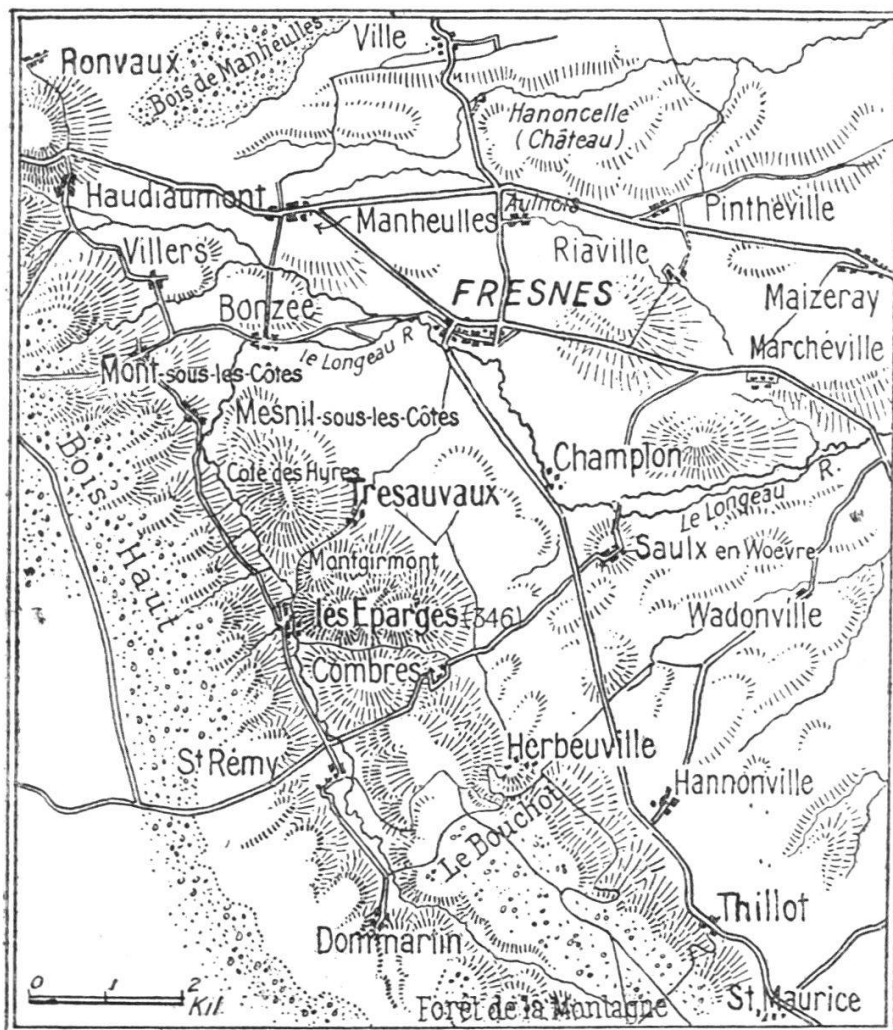 Ville
Ronvaux
Bois de Manheulles
Hanoncelle
(Château)
Haudiaumont
Manheulles
Aulnois
Pintheville
Villers
Riaville
Bonzée
FRESNES
Maizeray
le Longeau R
Marchéville
Mont-sous-les-Côtes
Mesnil-sous-les-Côtes
Champlon
Côte des Hures
Tresauvaux
Le Longeau R.
Bois Haut
Montgirmont
Saulx en Woevre
les Eparges (346)
Wadonville
Combres
Herbeuville
St Rémy
Hannonville
Le Bouchot
Thillot
Dommartin
0 1 2
Kil.
Forêt de la Montagne
St. Maurice